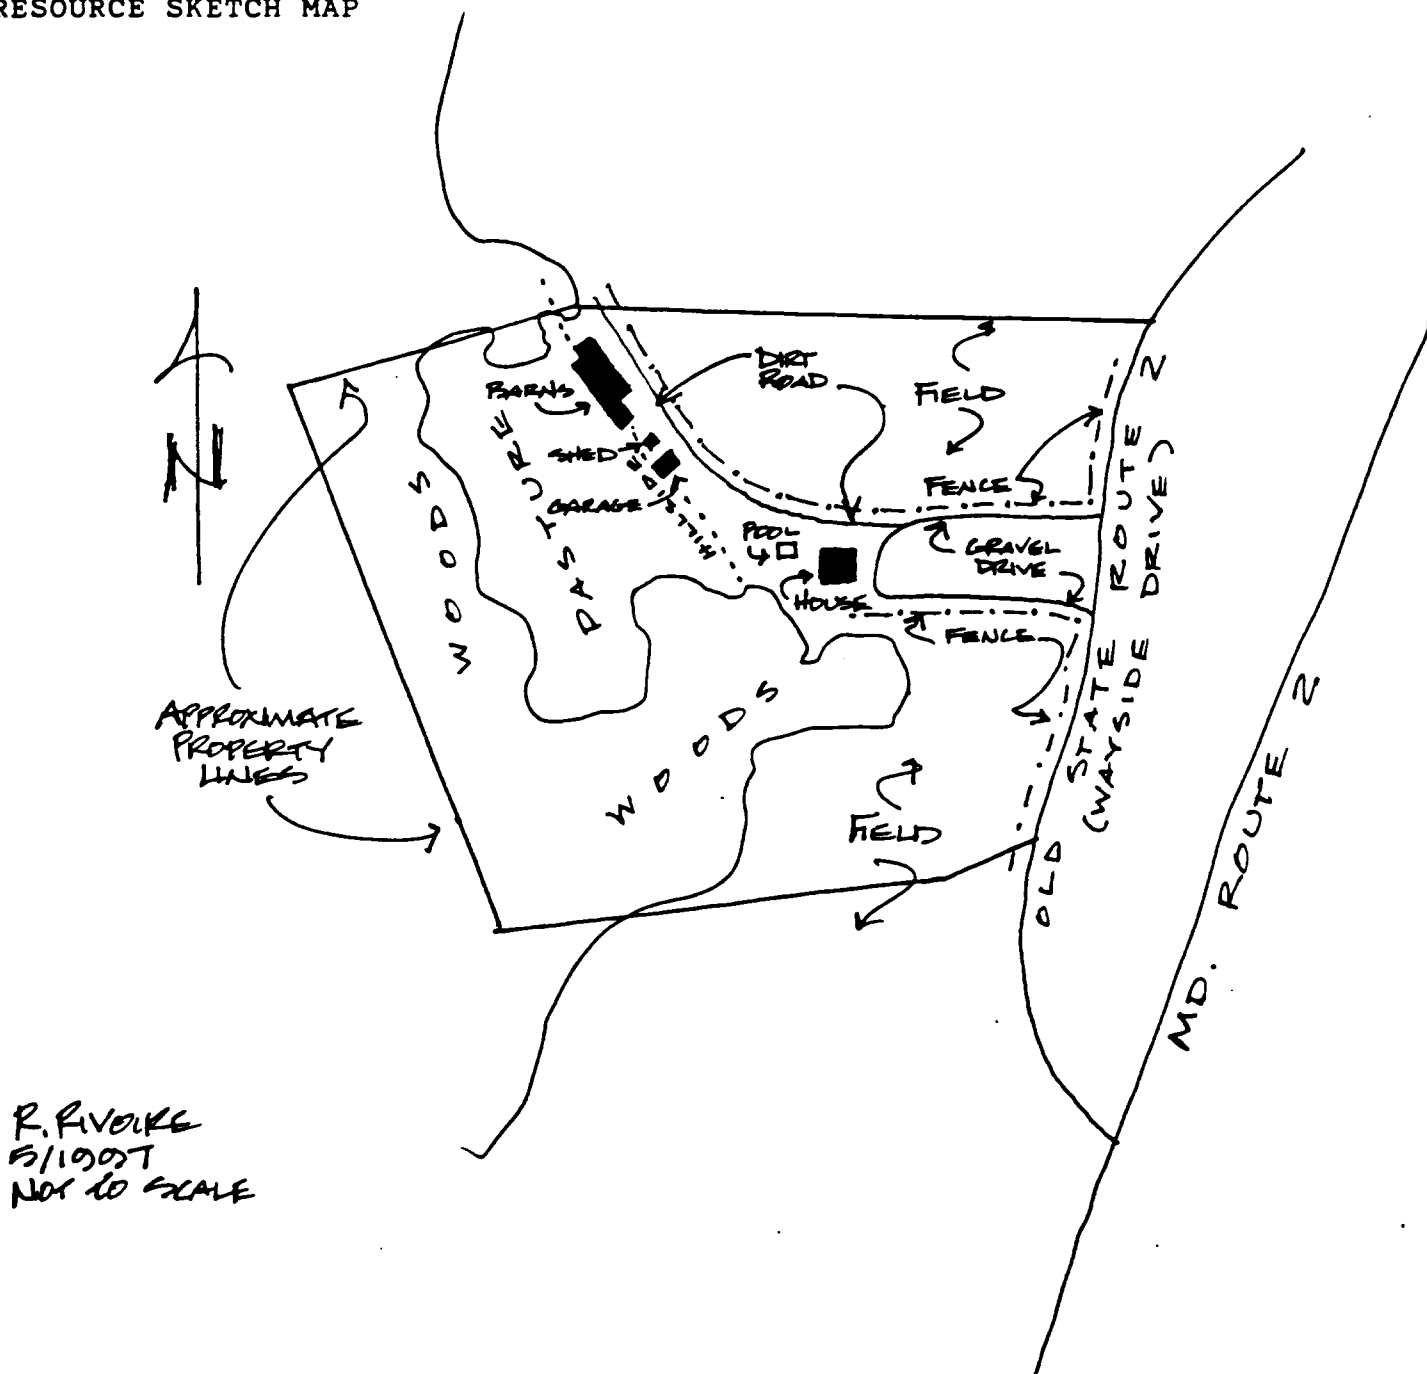 RESOURCE SKETCH MAP
N
BARNS
DIRT
ROAD
FIELD
SHED
GARAGE
PASTURE
WOODS
HILLSIDE
FENCE
POOL
HOUSE
GRAVEL
DRIVE
FENCE
WOODS
FIELD
APPROXIMATE
PROPERTY
LINES
OLD STATE ROUTE 2
(WAYSIDE DRIVE)
MD. ROUTE 2
R. RIVOIRE
5/1997
NOT TO SCALE